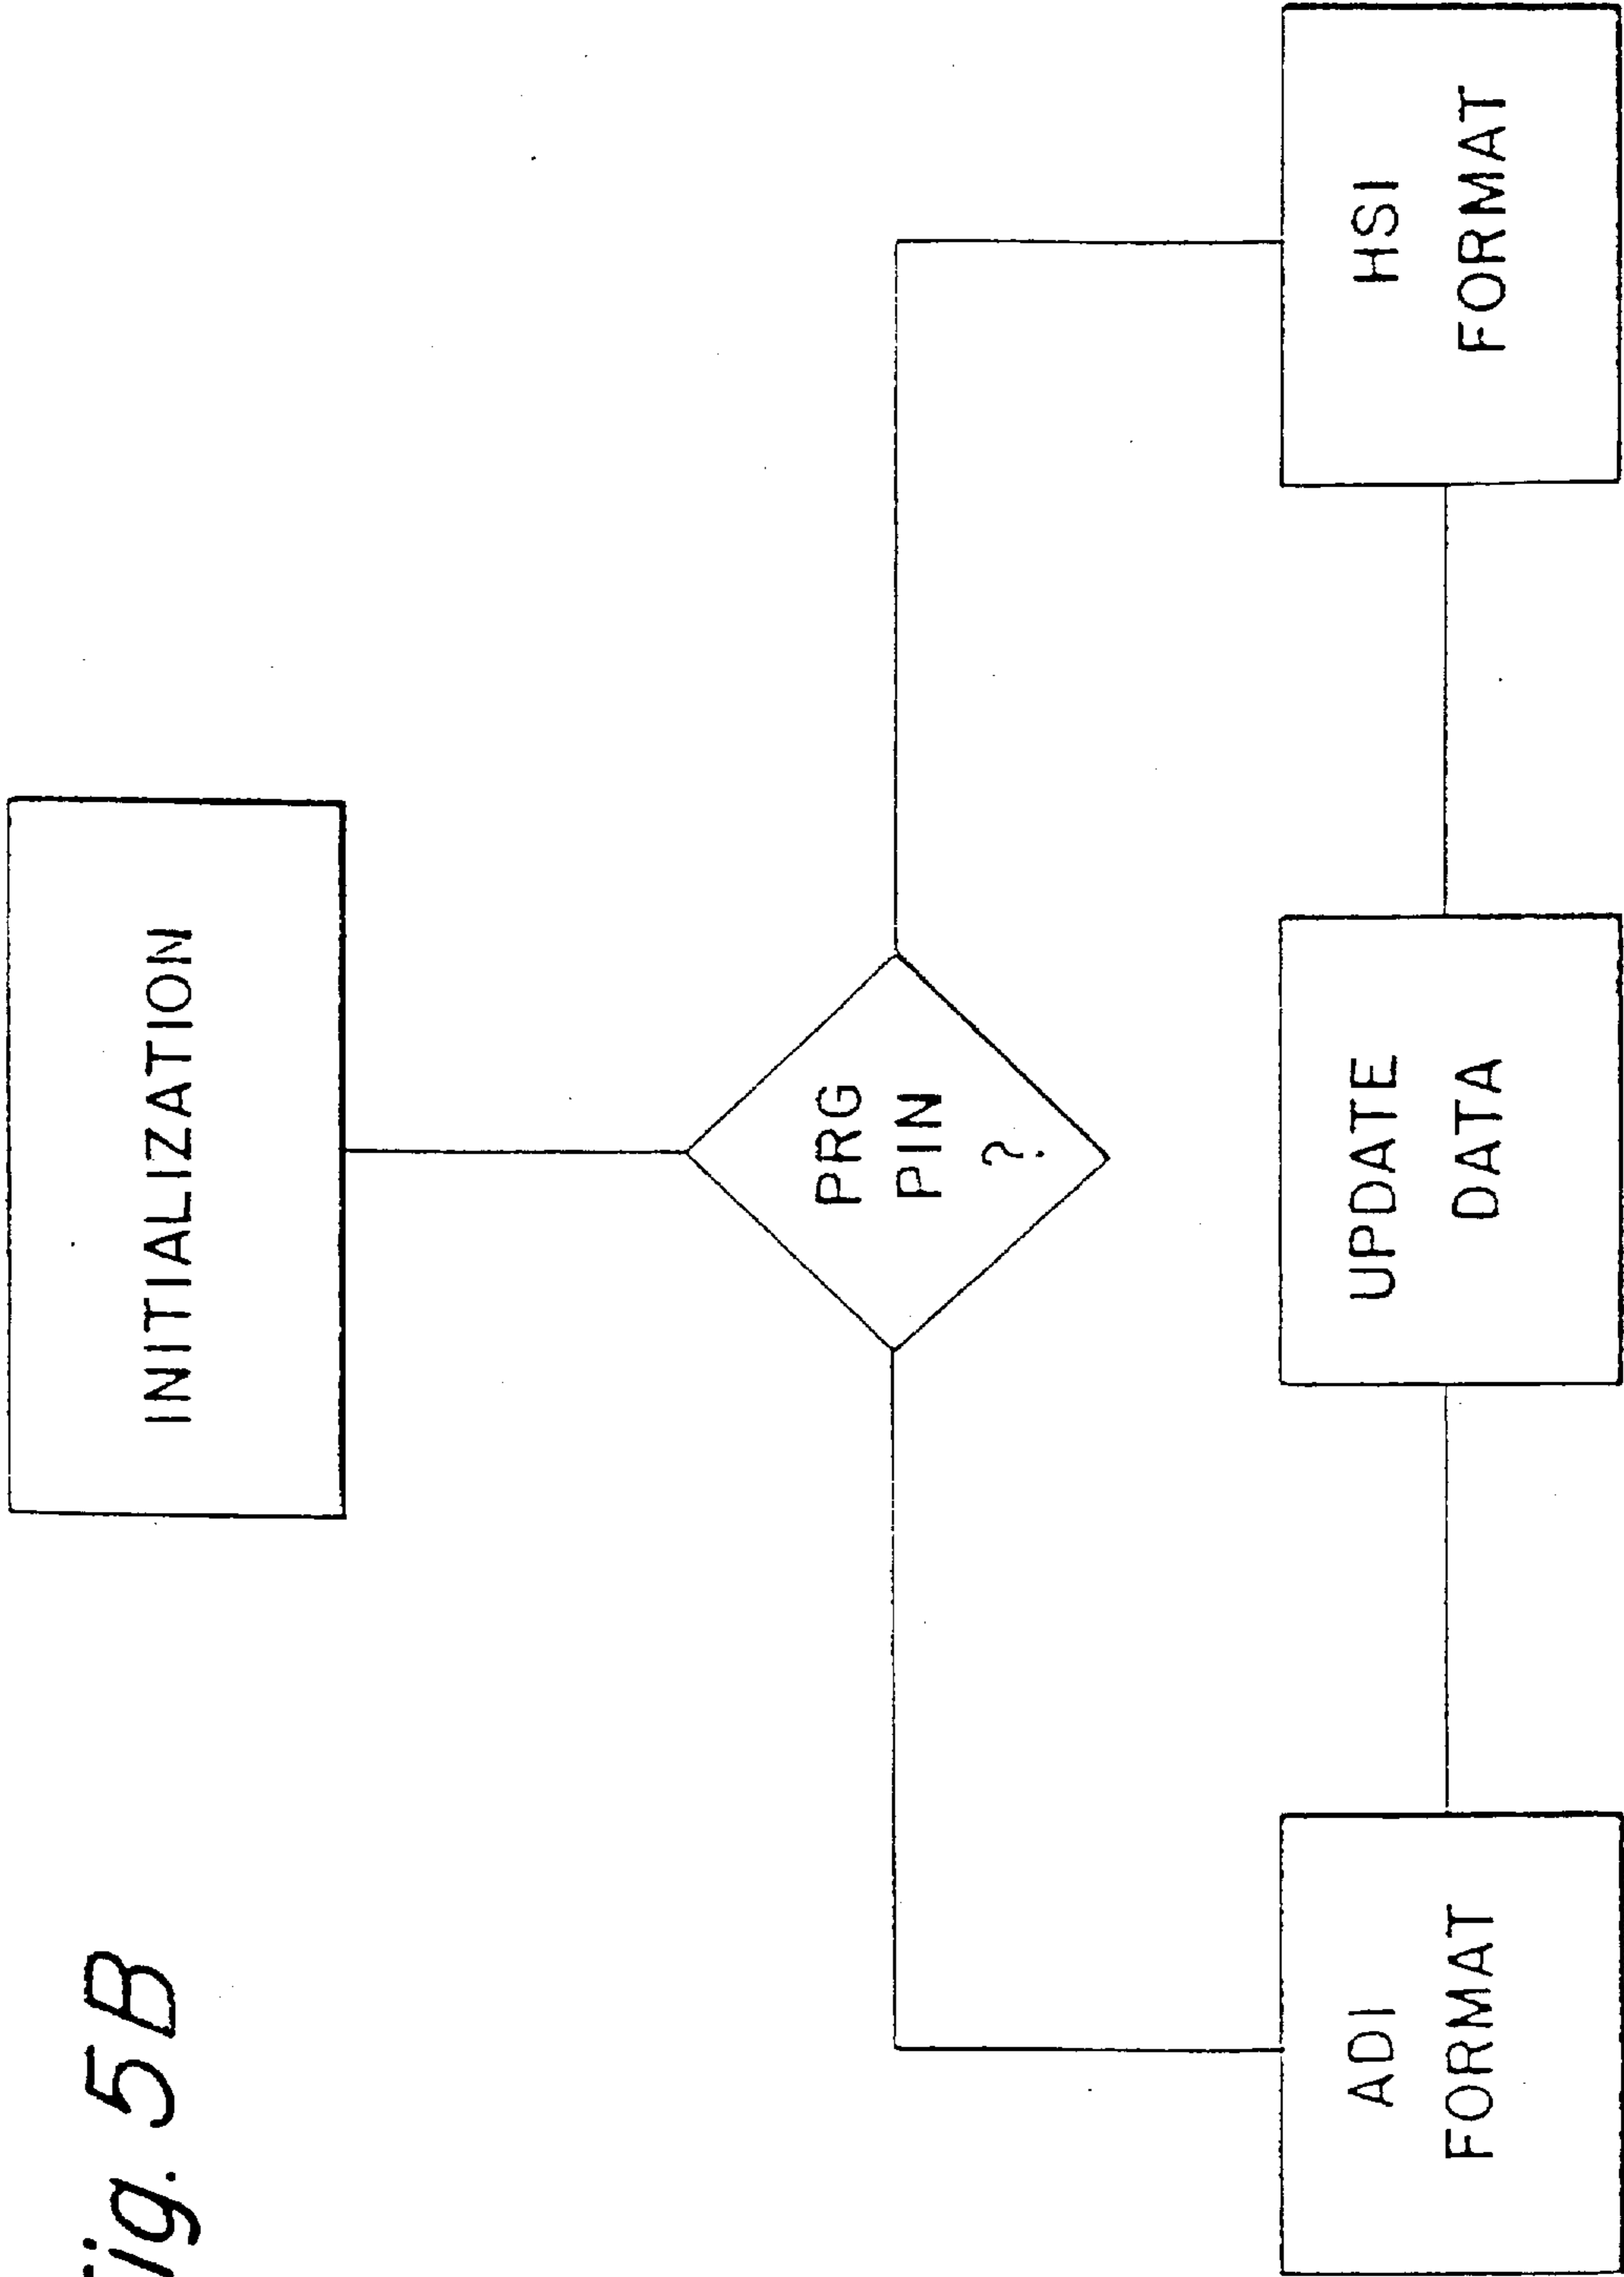 Fig. 5B
INITIALIZATION
PRG
PIN
?
ADI
FORMAT
UPDATE
DATA
HSI
FORMAT